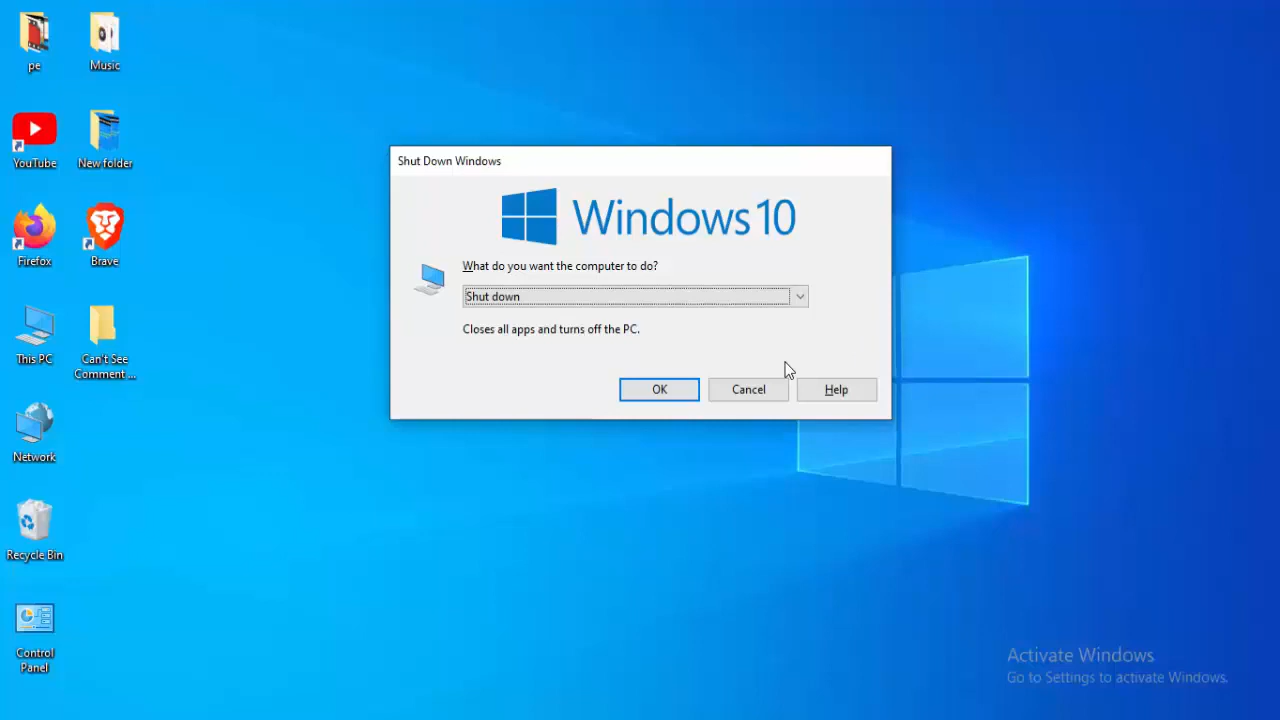 pe
Music
YouTube
New folder
Firefox
Brave
This PC
Can't See
Comment ...
Network
Recycle Bin
Control
Panel
Shut Down Windows
Windows 10
What do you want the computer to do?
Shut down
Closes all apps and turns off the PC.
OK
Cancel
Help
Activate Windows
Go to Settings to activate Windows.